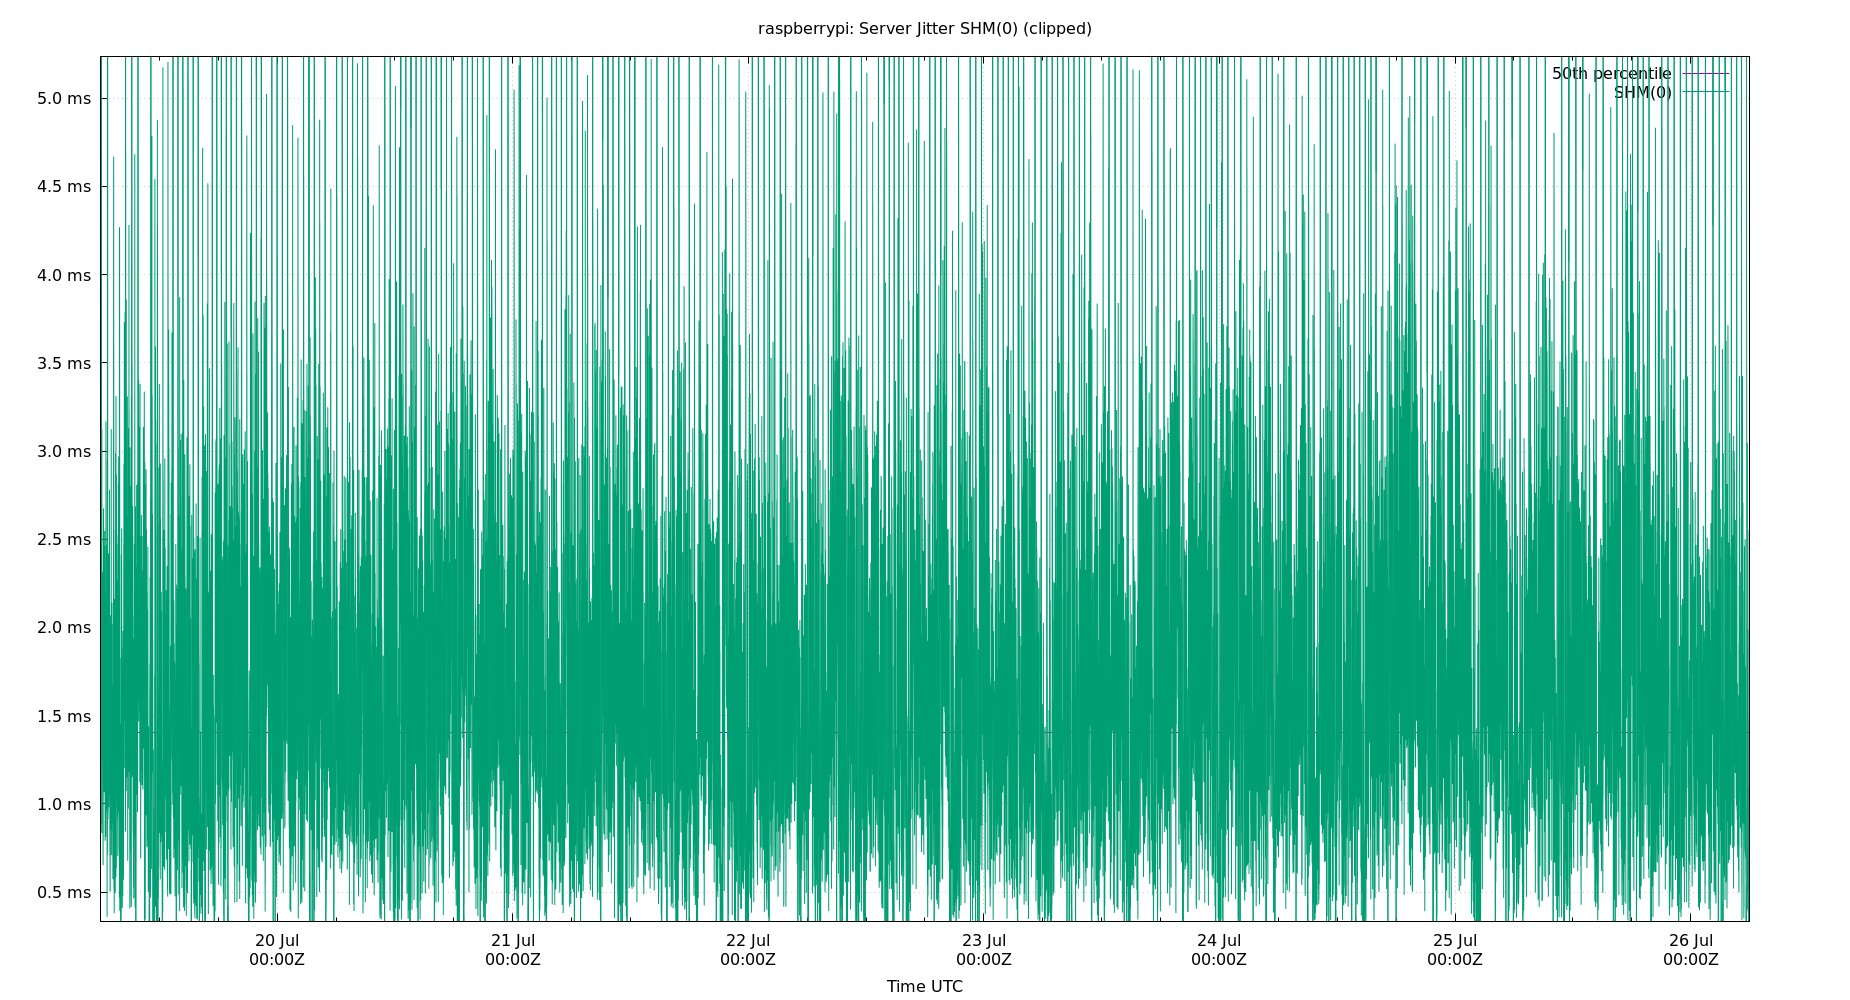 raspberrypi: Server Jitter SHM(0) (clipped)
50th percentile
SHM(0)
5.0 ms
4.5 ms
4.0 ms
3.5 ms
3.0 ms
2.5 ms
2.0 ms
1.5 ms
1.0 ms
0.5 ms
20 Jul 21 Jul 22 Jul 23 Jul 24 Jul 25 Jul 26 Jul
00:00Z 00:00Z 00:00Z 00:00Z 00:00Z 00:00Z 00:00Z
Time UTC